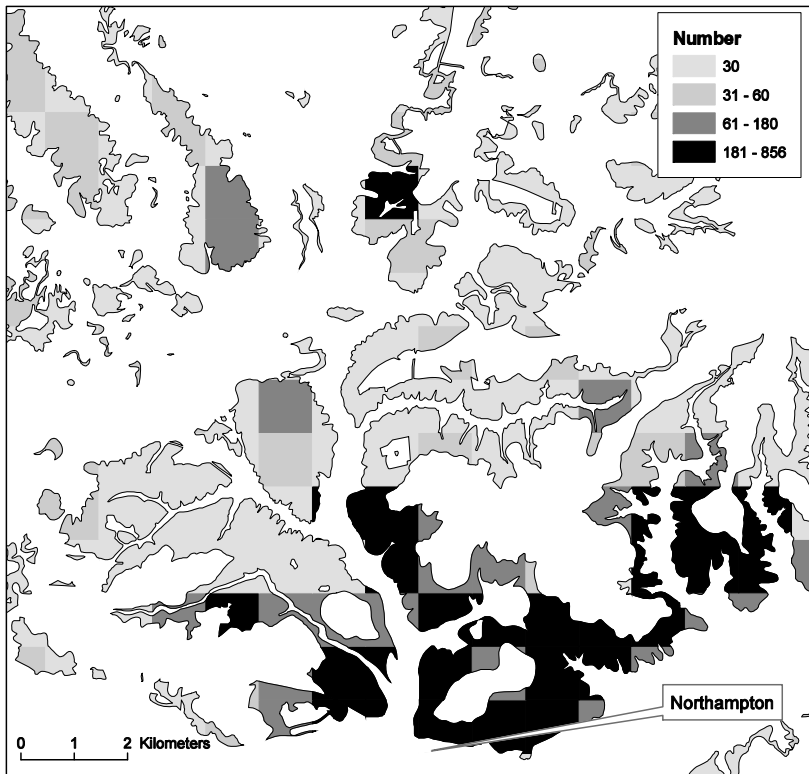 Number
30
31 - 60
61 - 180
181 - 856
Northampton
0 1 2 Kilometers